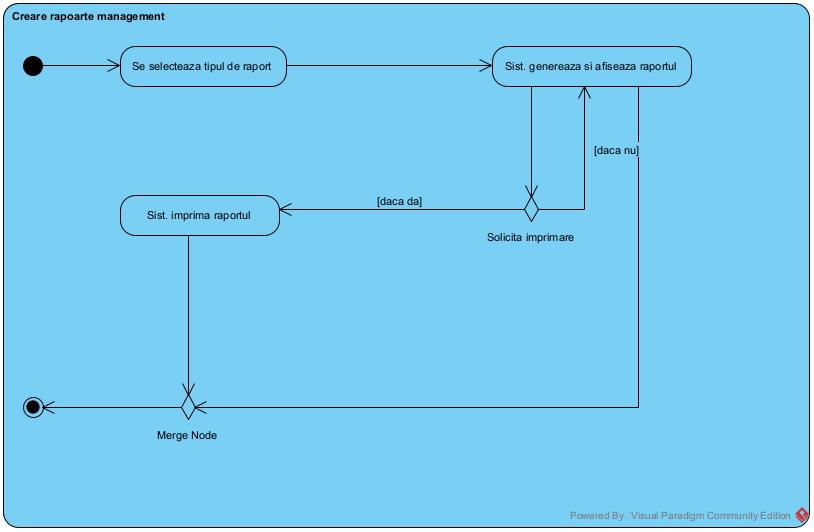 Creare rapoarte management
Se selecteaza tipul de raport
Sist. genereaza si afiseaza raportul
[daca nu]
[daca da]
Sist. imprima raportul
Solicita imprimare
Merge Node
Powered By Visual Paradigm Community Edition